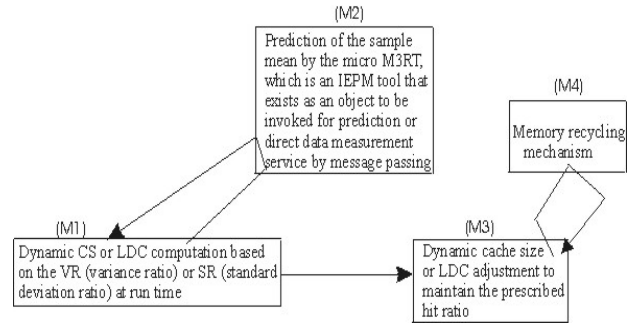 (M2)
Prediction of the sample
mean by the micro M3RT,
which is an IEPM tool that
exists as an object to be
invoked for prediction or
direct data measurement
service by message passing
(M4)
Memory recycling
mechanism
(M1)
Dynamic CS or LDC computation based
on the VR (variance ratio) or SR (standard
deviation ratio) at run time
(M3)
Dynamic cache size
or LDC adjustment to
maintain the prescribed
hit ratio